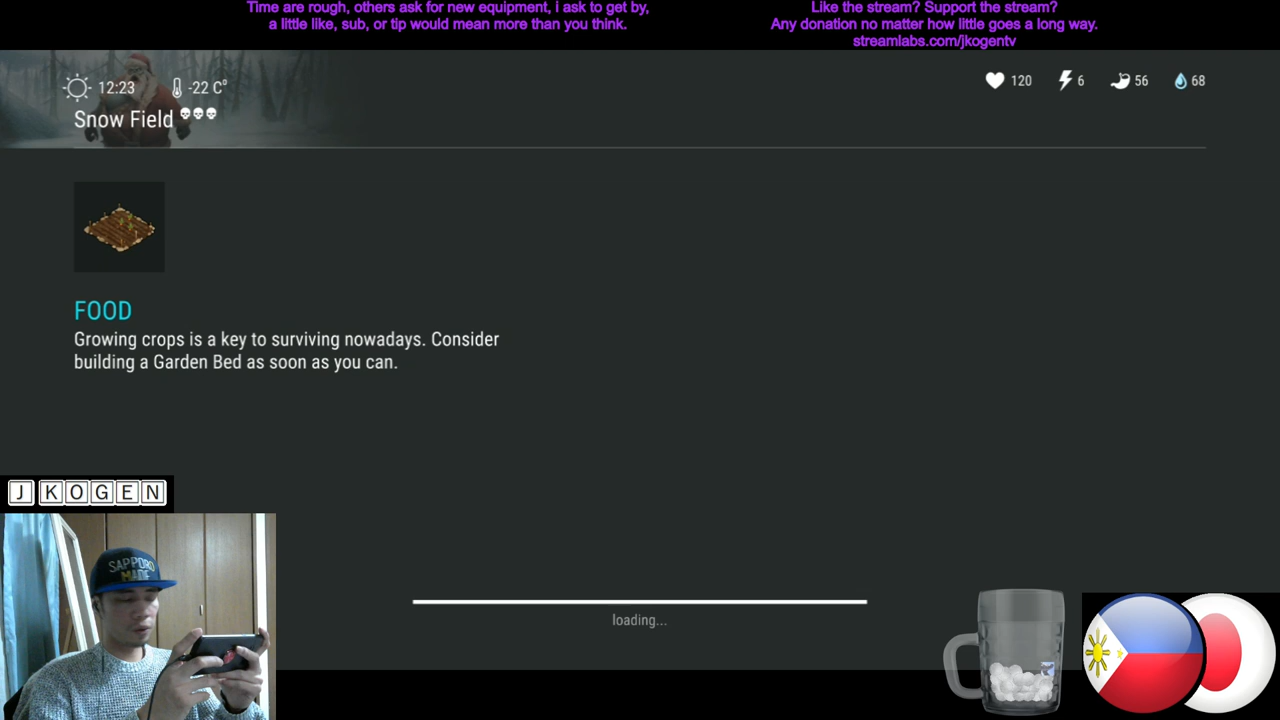 Time are rough, others ask for new equipment, i ask to get by,
a little like, sub, or tip would mean more than you think.
Like the stream? Support the stream?
Any donation no matter how little goes a long way.
streamlabs.com/jkogentv
12:23 -22 C°
120 6 56 68
Snow Field
FOOD
Growing crops is a key to surviving nowadays. Consider
building a Garden Bed as soon as you can.
J KOGEN
SAPPORO
MADE
loading...